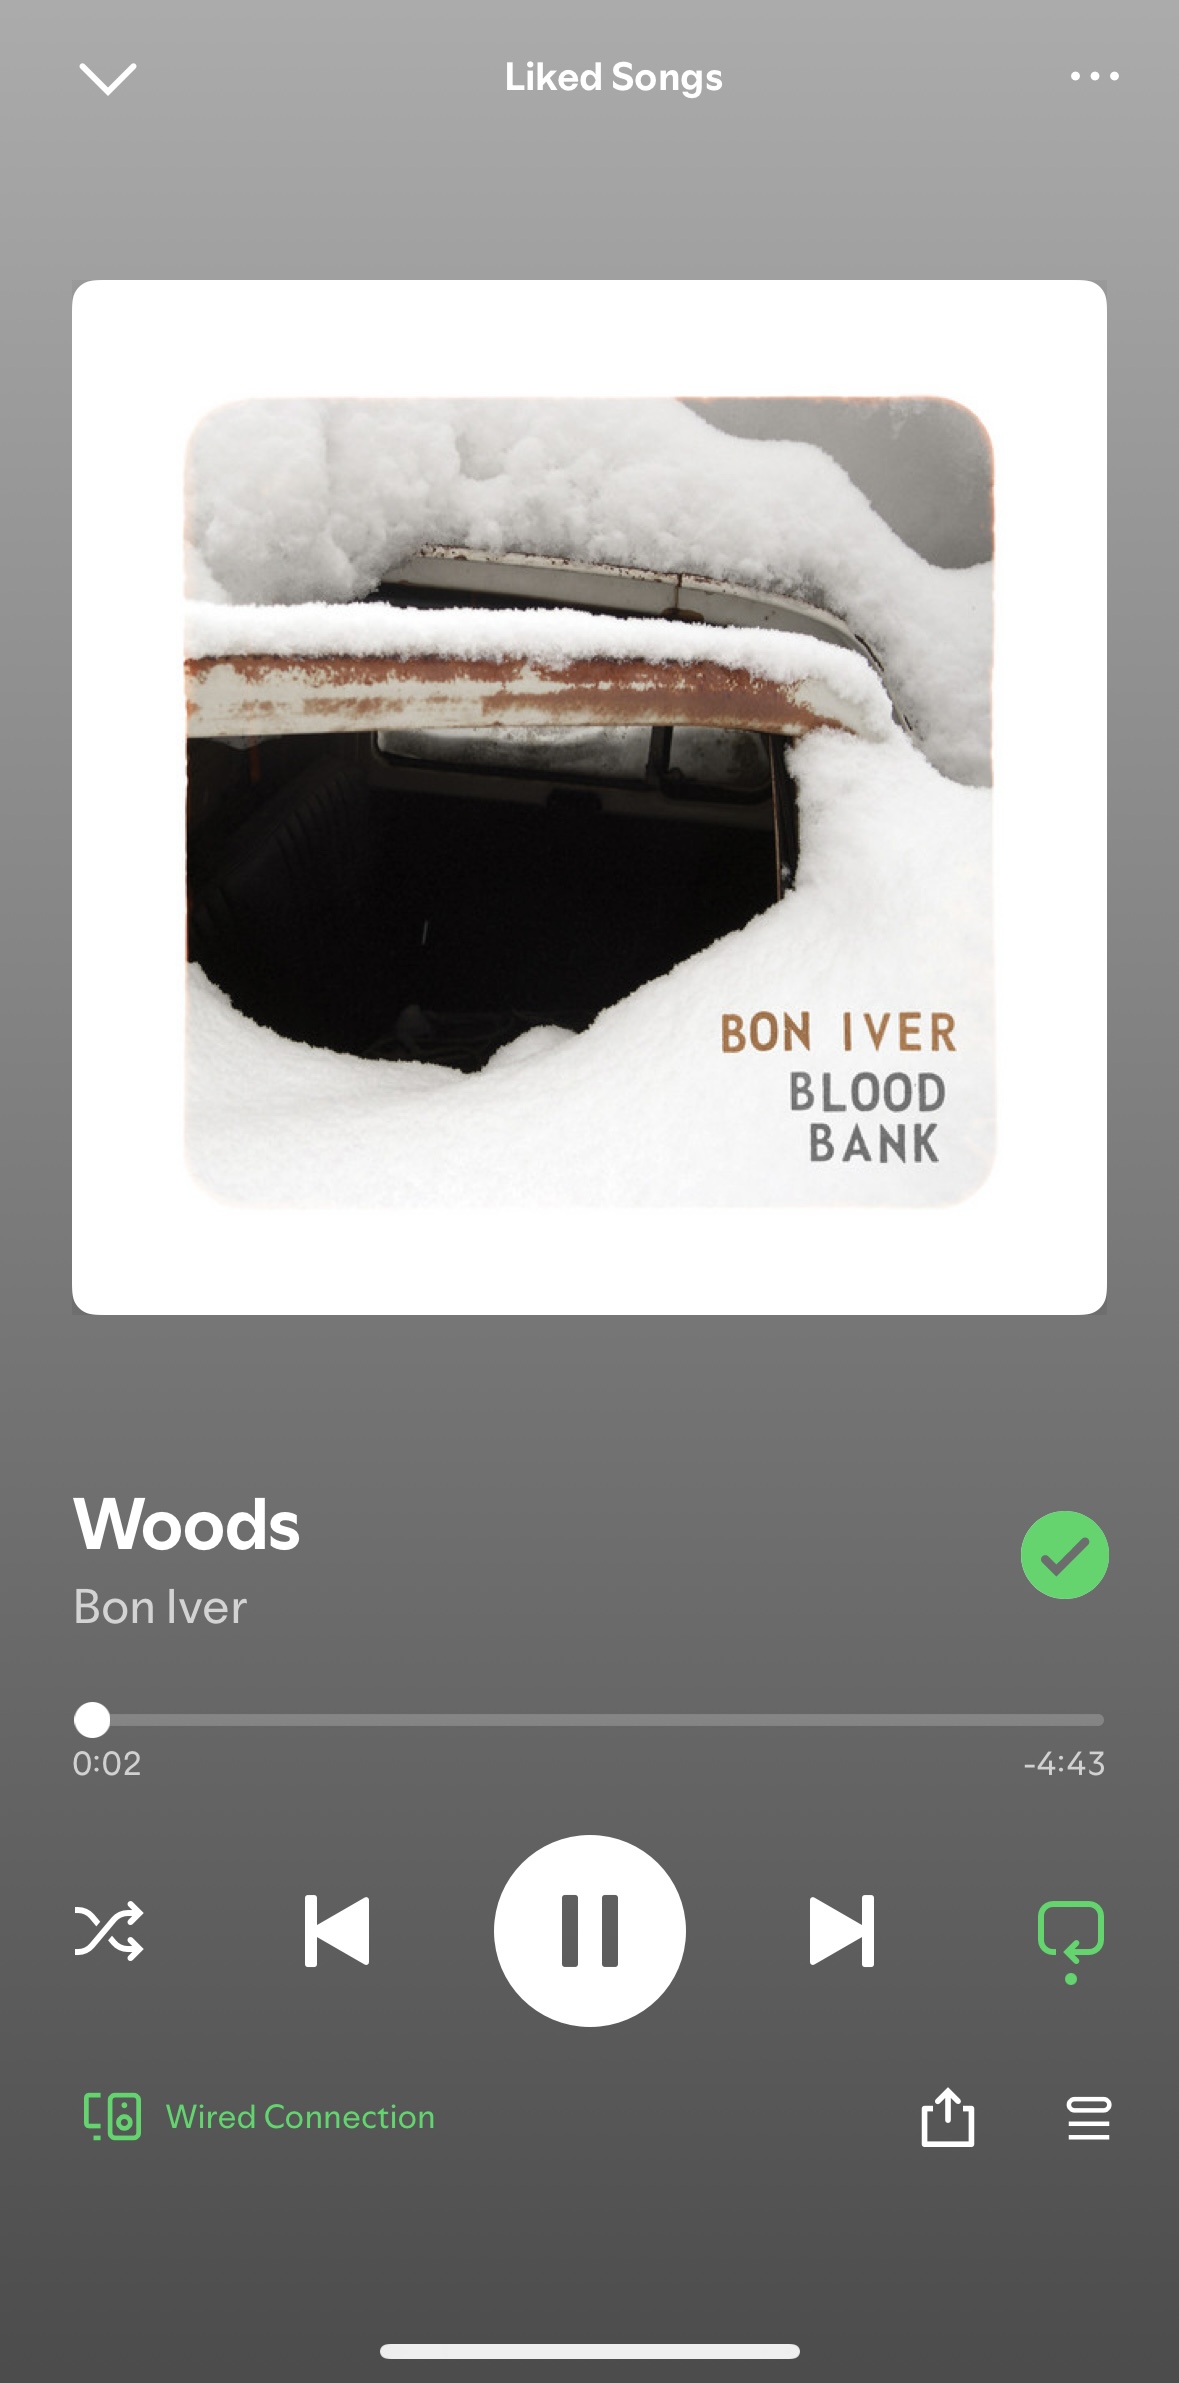 Liked Songs
BON IVER
BLOOD
BANK
Woods
Bon Iver
0:02
-4:43
Wired Connection